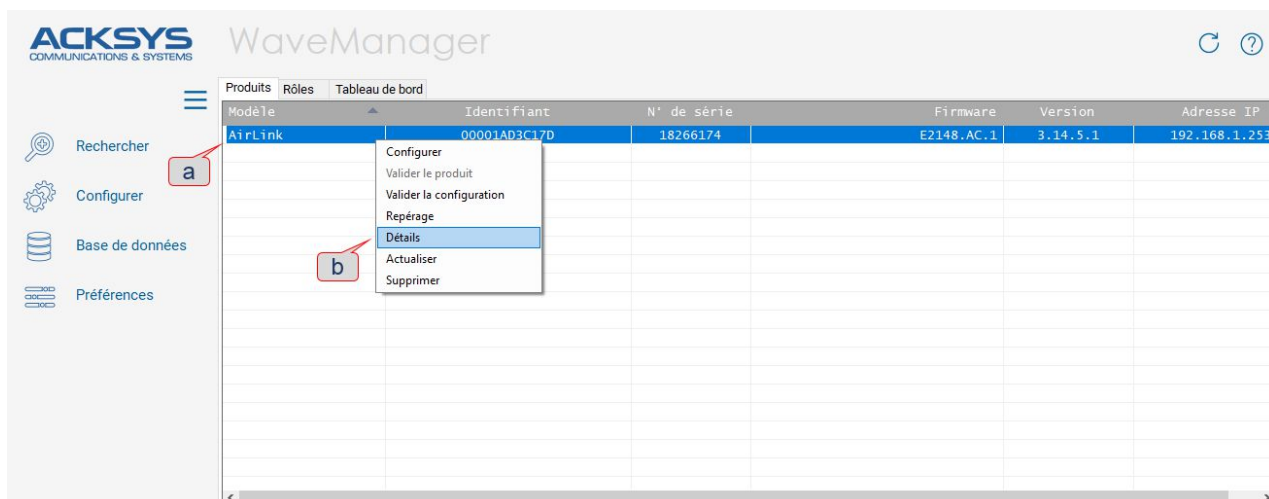 ACKSYS
COMMUNICATIONS & SYSTEMS
WaveManager
Produits Rôles Tableau de bord
Modèle Identifiant N° de série Firmware Version Adresse IP
AirLink 00001AD3C17D 18266174 E2148.AC.1 3.14.5.1 192.168.1.253
Rechercher
a
Configurer
Base de données
Préférences
Configurer
Valider le produit
Valider la configuration
Repérage
Détails
b
Actualiser
Supprimer